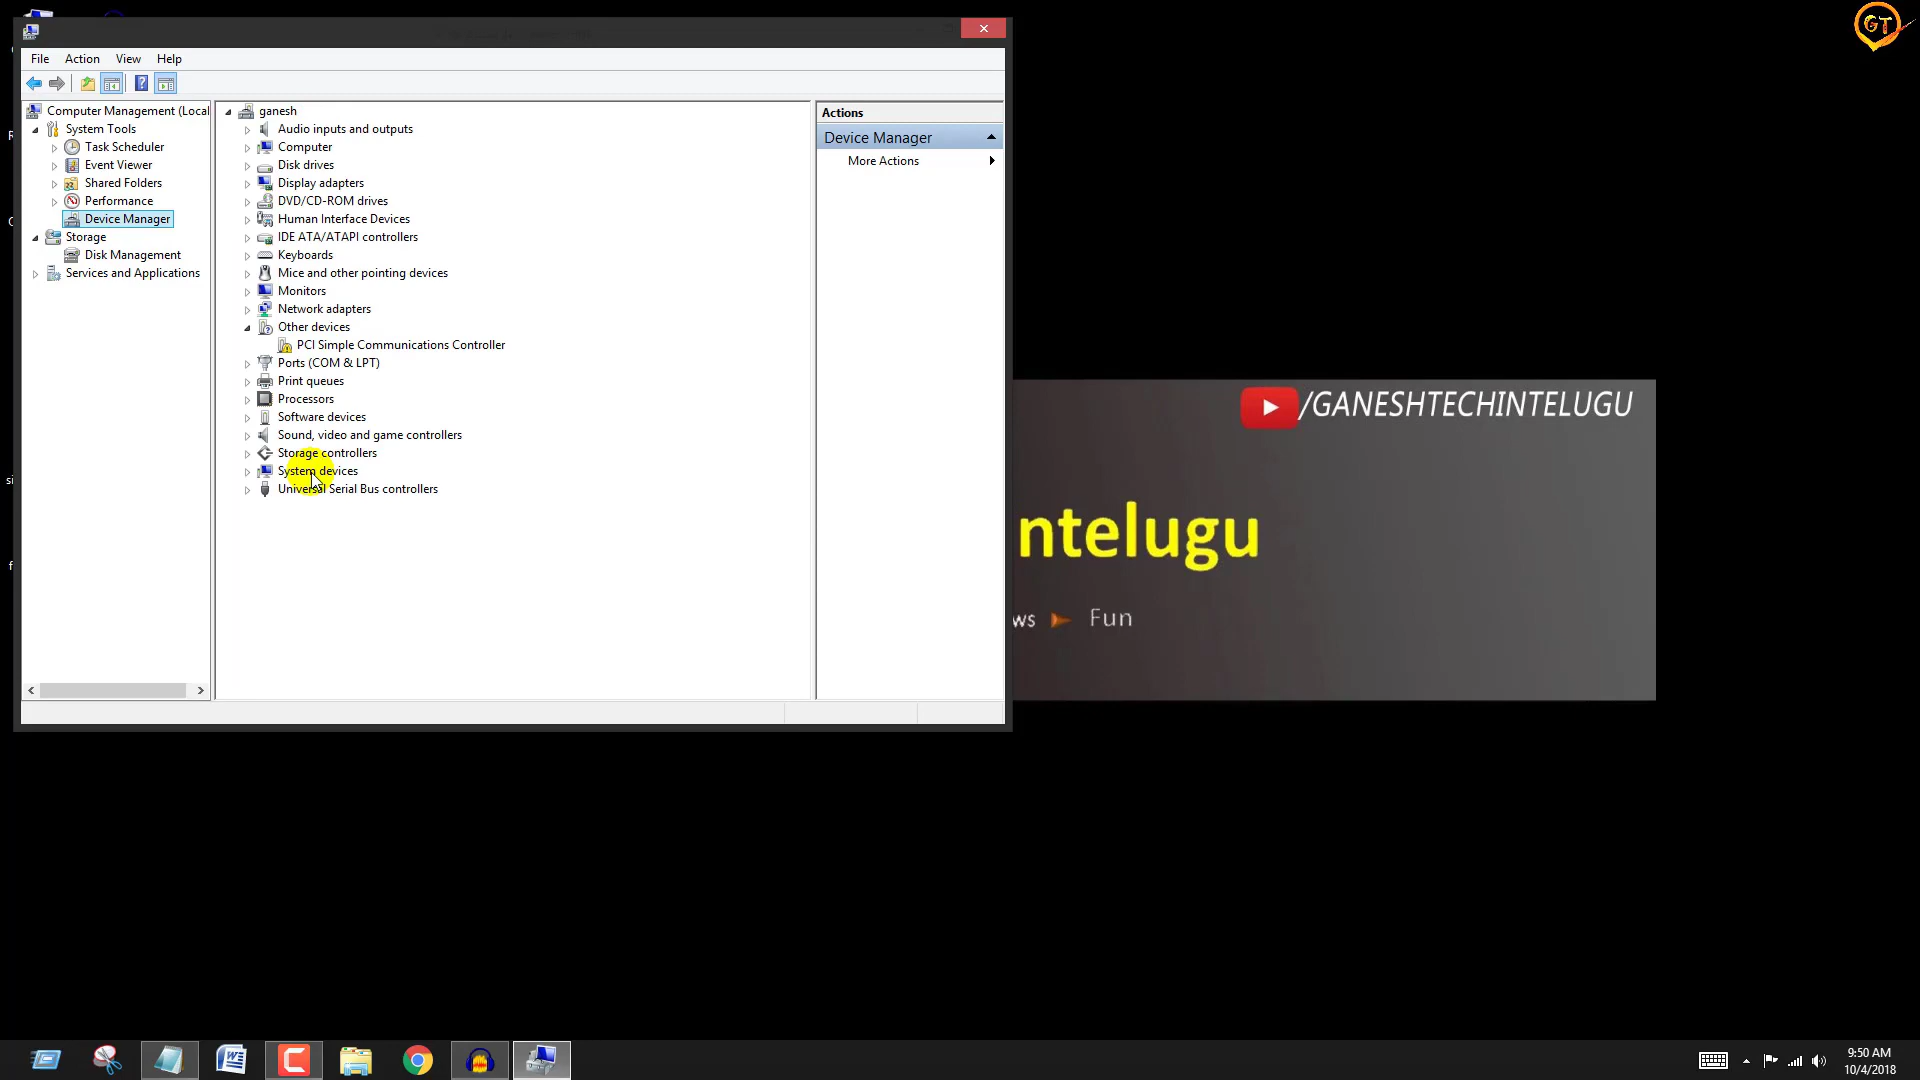 GT
File Action View Help
Computer Management (Local
System Tools
Task Scheduler
Event Viewer
Shared Folders
Performance
Device Manager
Storage
Disk Management
Services and Applications
ganesh
Audio inputs and outputs
Computer
Disk drives
Display adapters
DVD/CD-ROM drives
Human Interface Devices
IDE ATA/ATAPI controllers
Keyboards
Mice and other pointing devices
Monitors
Network adapters
Other devices
PCI Simple Communications Controller
Ports (COM & LPT)
Print queues
Processors
Software devices
Sound, video and game controllers
Storage controllers
System devices
Universal Serial Bus controllers
Actions
Device Manager
More Actions
/GANESHTECHINTELUGU
ntelugu
ws Fun
9:50 AM
10/4/2018